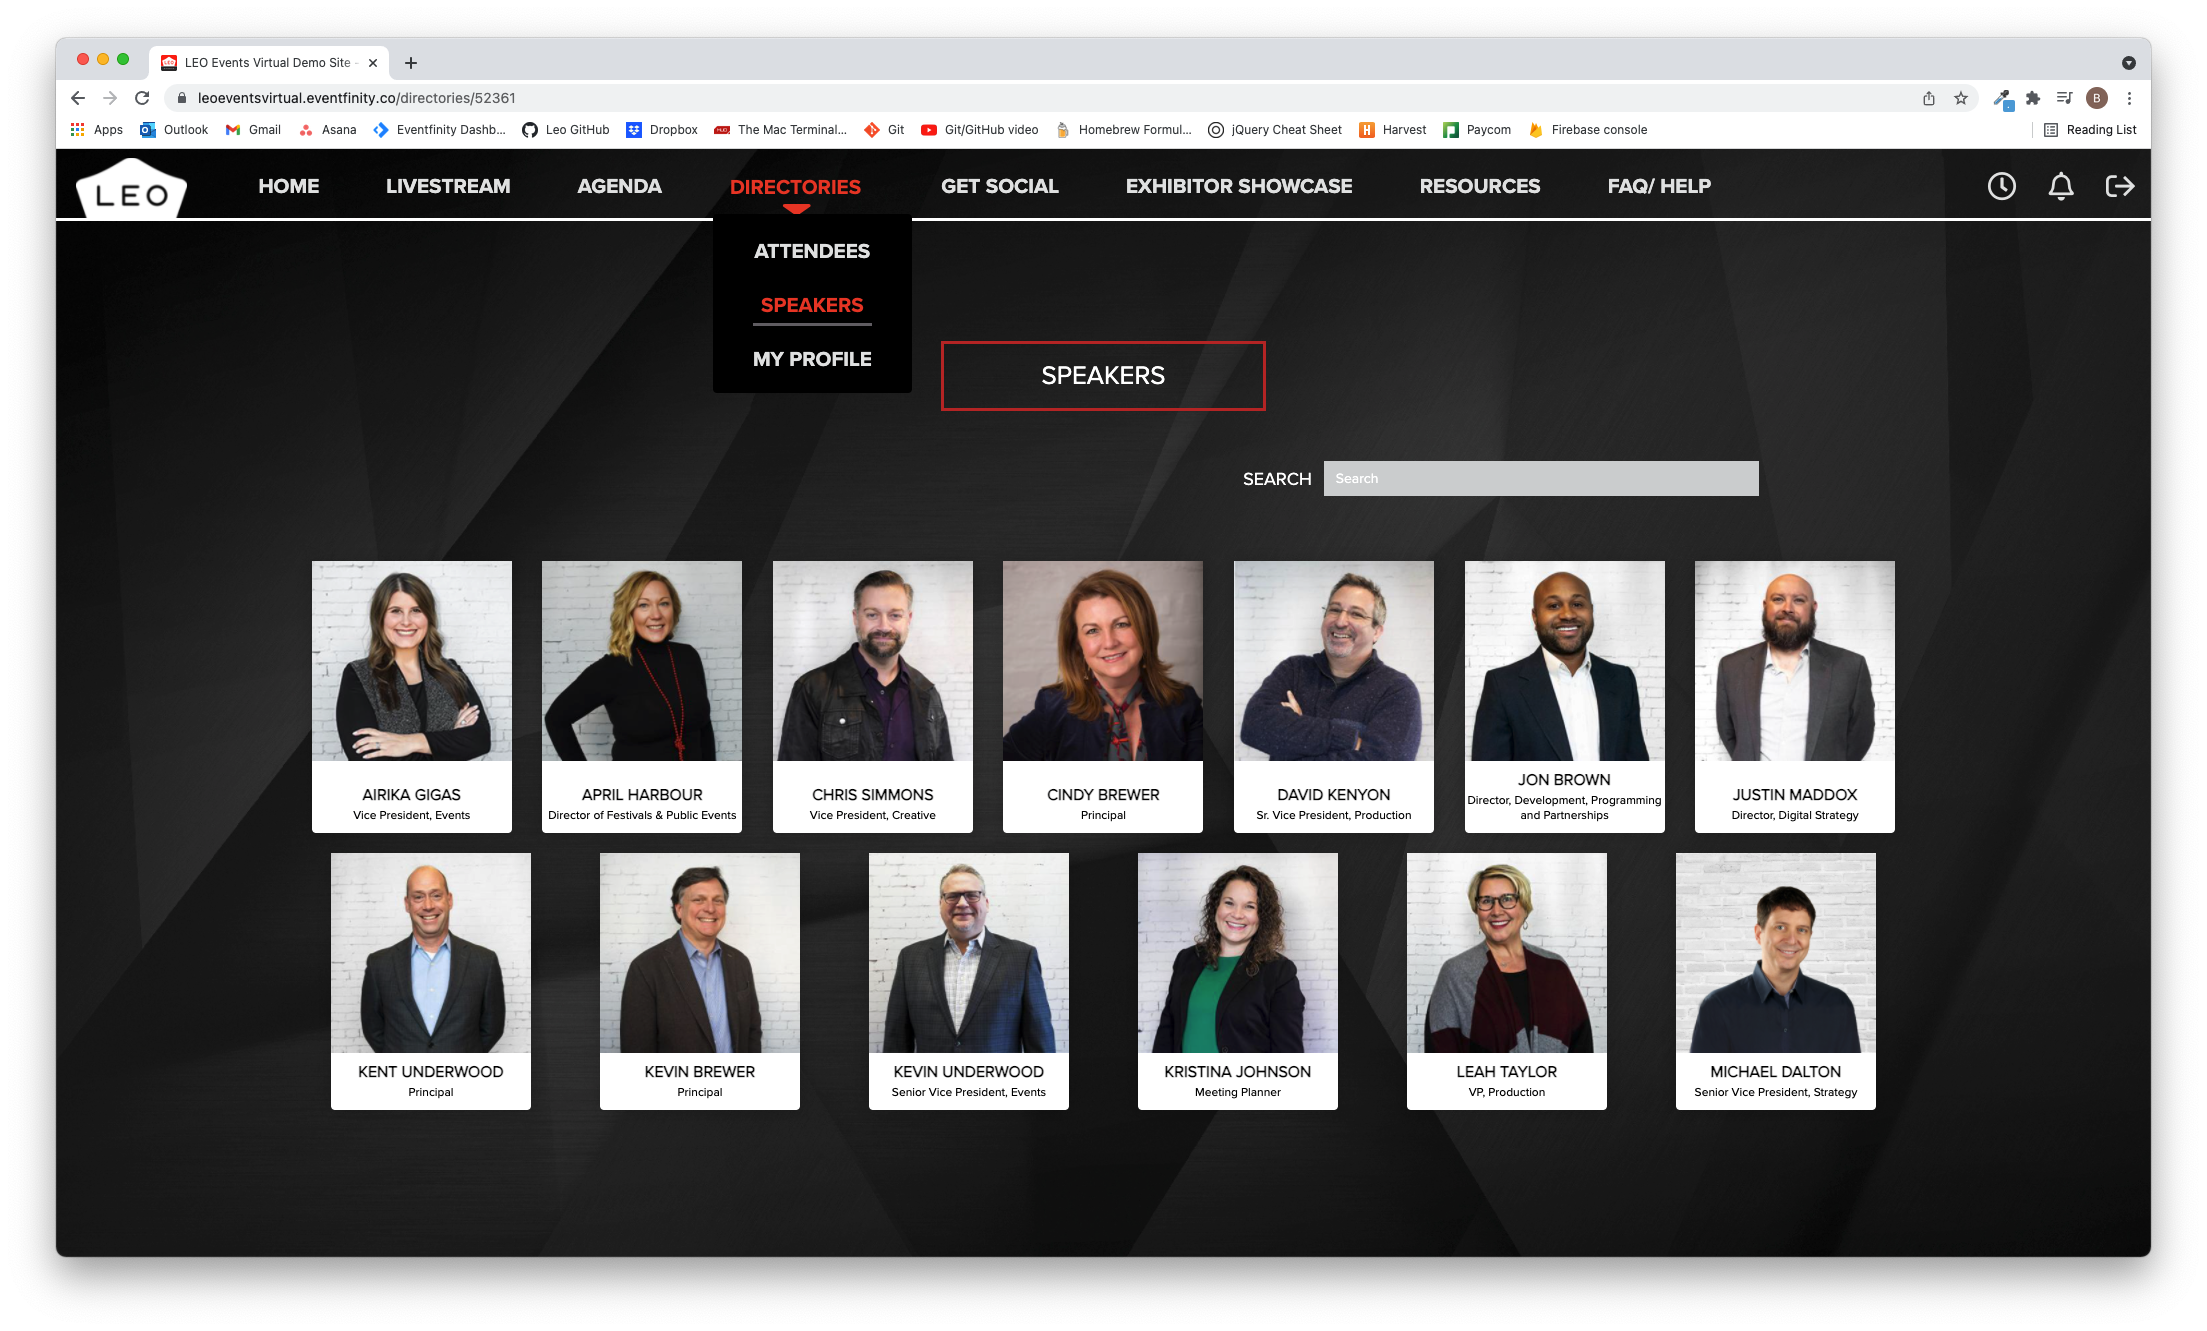 LEO Events Virtual Demo Site -
leoeventsvirtual.eventfinity.co/directories/52361
B
Apps Outlook Gmail Asana Eventfinity Dashb... Leo GitHub Dropbox The Mac Terminal... Git Git/GitHub video Homebrew Formul... jQuery Cheat Sheet Harvest Paycom Firebase console Reading List
LEO HOME LIVESTREAM AGENDA DIRECTORIES GET SOCIAL EXHIBITOR SHOWCASE RESOURCES FAQ/ HELP
ATTENDEES
SPEAKERS
MY PROFILE
SPEAKERS
SEARCH Search
AIRIKA GIGAS
Vice President, Events
APRIL HARBOUR
Director of Festivals & Public Events
CHRIS SIMMONS
Vice President, Creative
CINDY BREWER
Principal
DAVID KENYON
Sr. Vice President, Production
JON BROWN
Director, Development, Programming
and Partnerships
JUSTIN MADDOX
Director, Digital Strategy
KENT UNDERWOOD
Principal
KEVIN BREWER
Principal
KEVIN UNDERWOOD
Senior Vice President, Events
KRISTINA JOHNSON
Meeting Planner
LEAH TAYLOR
VP, Production
MICHAEL DALTON
Senior Vice President, Strategy